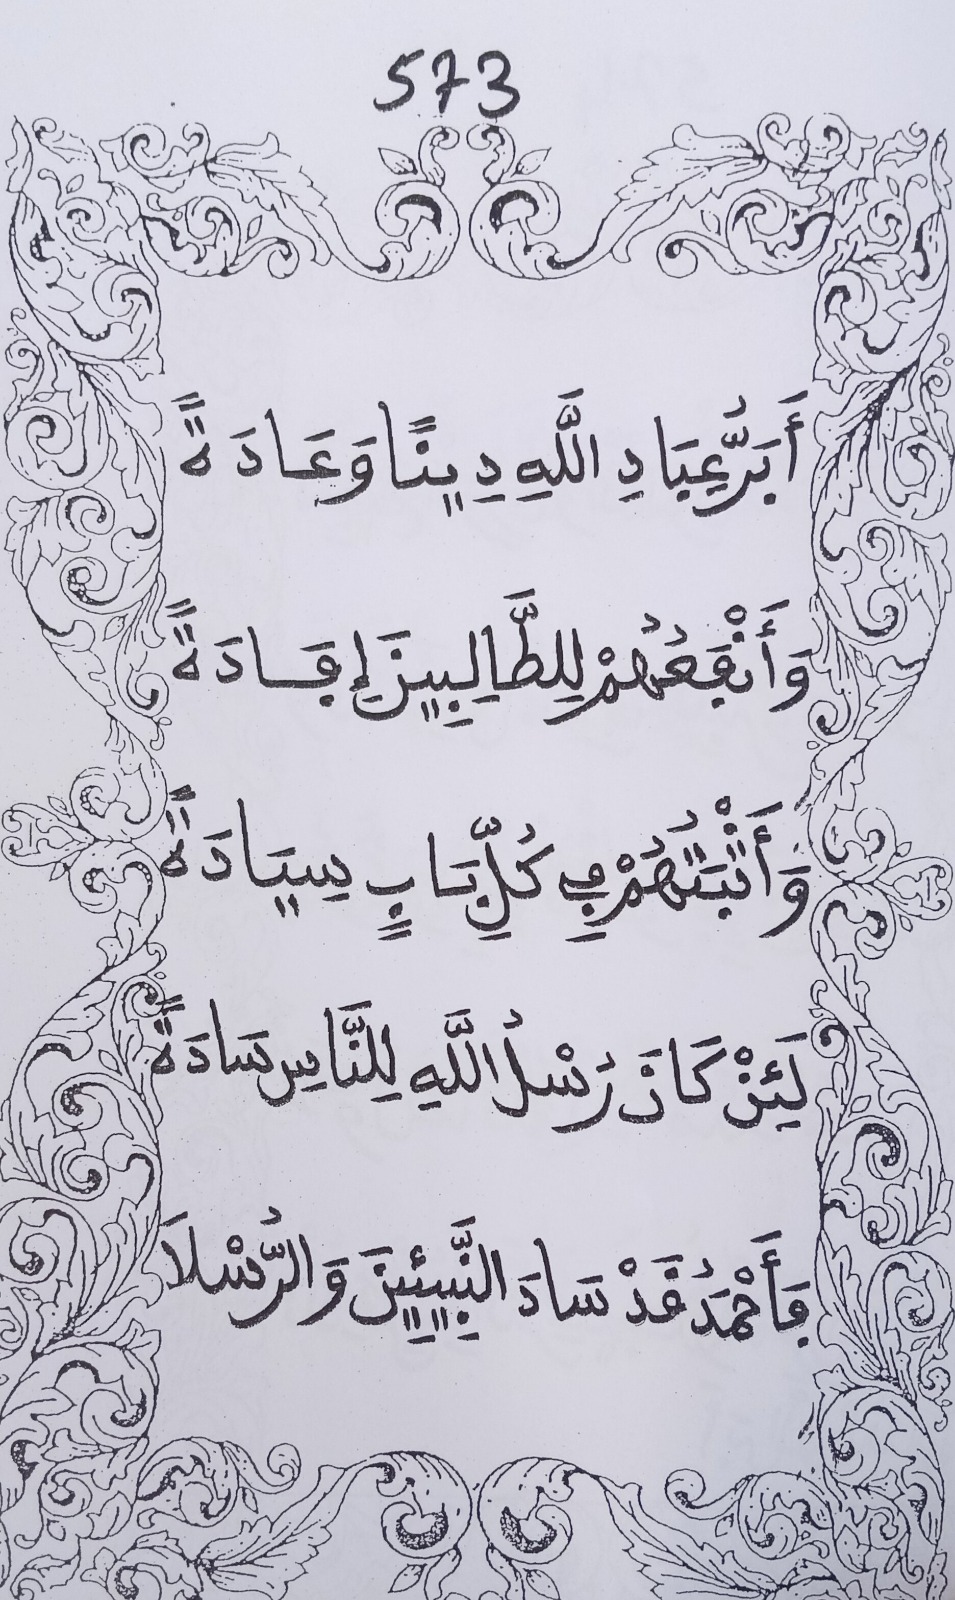 573
أَبَرُّ عِبَادِ اللَّهِ دِينًا وَعَادَةً
وَأَنْفَعُهُمْ لِلطَّالِبِينَ إِفَادَةً
وَأَثْبَتُهُمْ فِي كُلِّ بَابٍ سِيَادَةً
لَئِنْ كَانَ رُسْلُ اللَّهِ لِلنَّاسِ سَادَةً
فَأَحْمَدُ قَدْ سَادَ النَّبِيئِينَ وَالرُّسْلَا